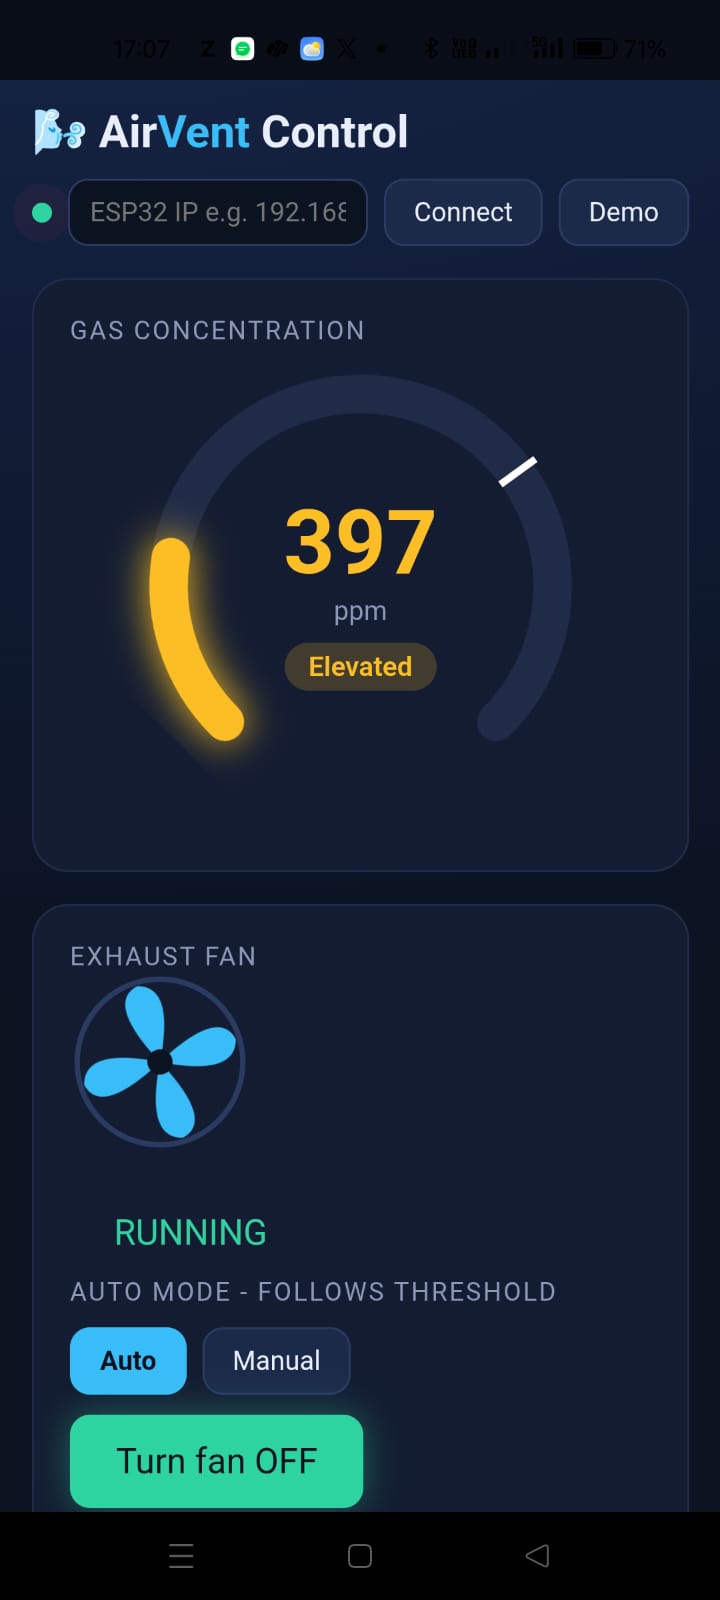 17:07 71%
AirVent Control
ESP32 IP e.g. 192.168
Connect
Demo
GAS CONCENTRATION
397
ppm
Elevated
EXHAUST FAN
RUNNING
AUTO MODE - FOLLOWS THRESHOLD
Auto
Manual
Turn fan OFF